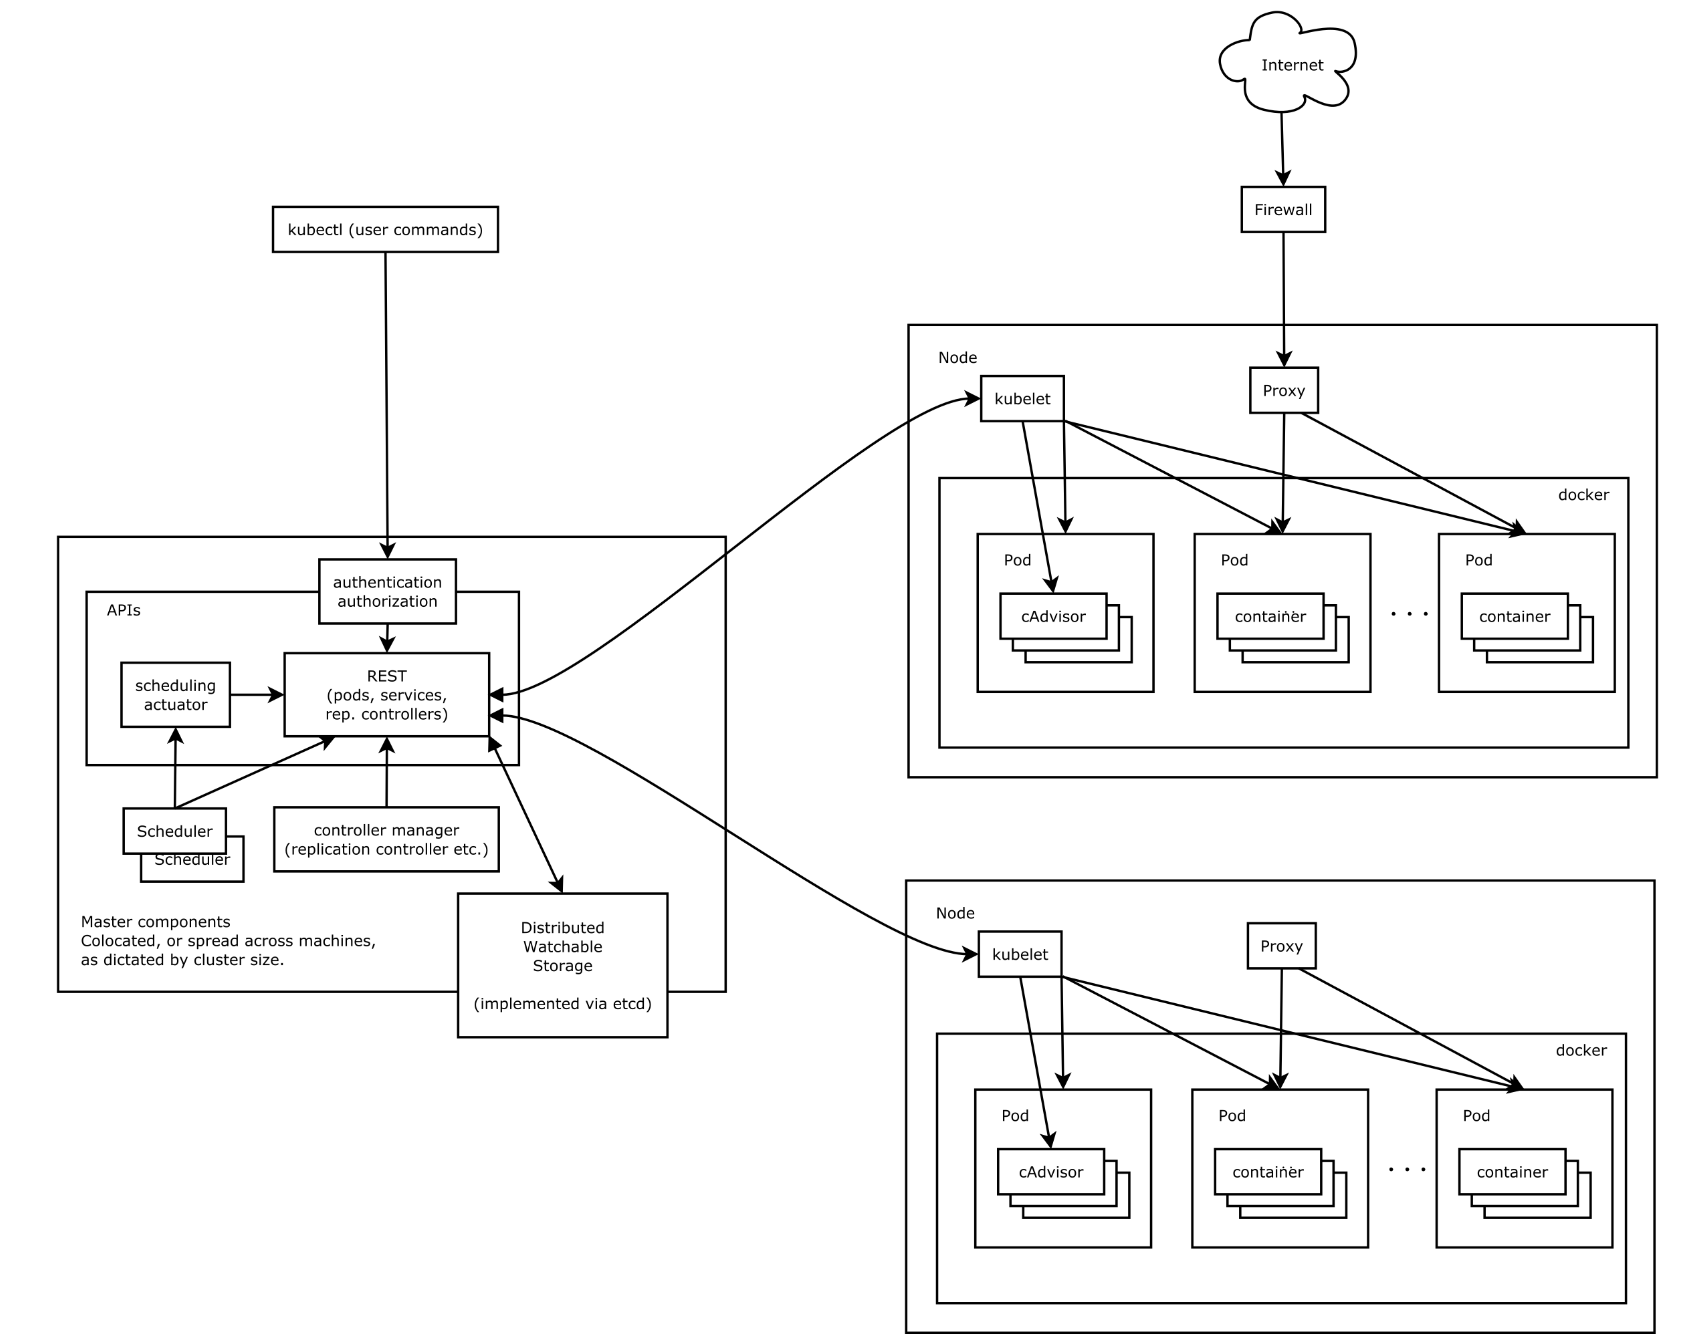 Internet
Firewall
kubectl (user commands)
Node
kubelet
Proxy
docker
Pod
cAdvisor
Pod
container
. . .
Pod
container
authentication
authorization
APIs
scheduling
actuator
REST
(pods, services,
rep. controllers)
Scheduler
Scheduler
controller manager
(replication controller etc.)
Master components
Colocated, or spread across machines,
as dictated by cluster size.
Distributed
Watchable
Storage
(implemented via etcd)
Node
kubelet
Proxy
docker
Pod
cAdvisor
Pod
container
. . .
Pod
container